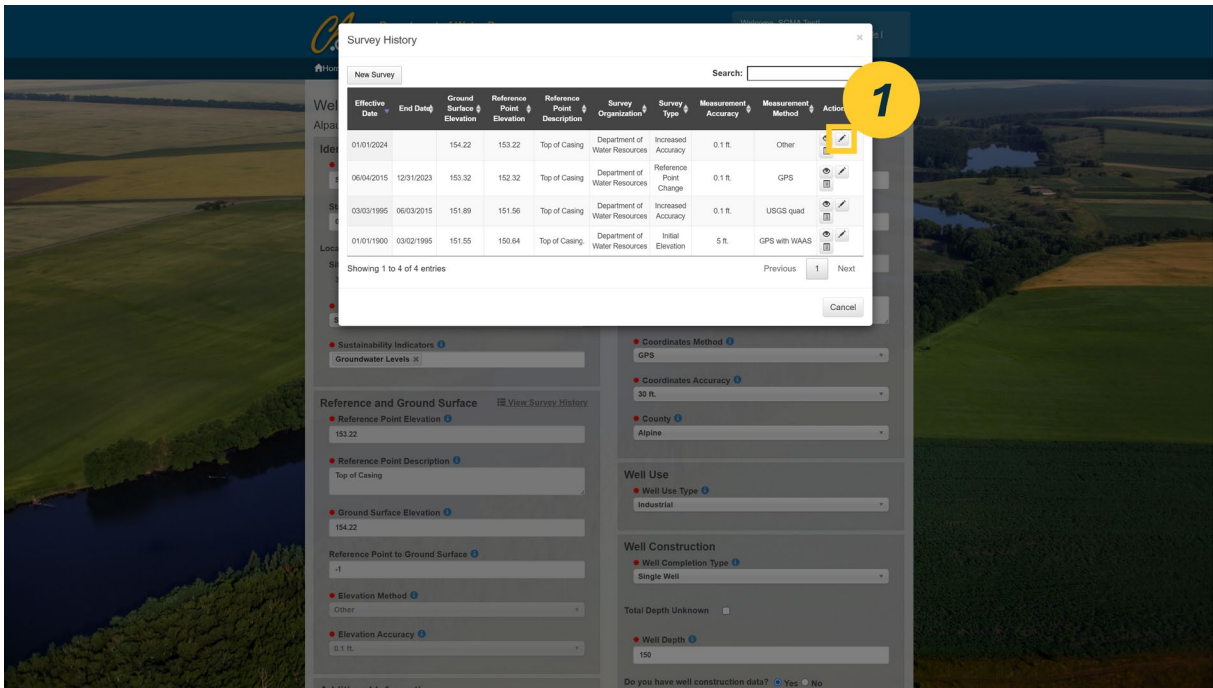 Welcome, SGMA Test!
Survey History
×
Hom
New Survey
Search:
1
Effective Date
End Date
Ground Surface Elevation
Reference Point Elevation
Reference Point Description
Survey Organization
Survey Type
Measurement Accuracy
Measurement Method
Action
01/01/2024 154.22 153.22 Top of Casing Department of Water Resources Increased Accuracy 0.1 ft. Other
06/04/2015 12/31/2023 153.32 152.32 Top of Casing Department of Water Resources Reference Point Change 0.1 ft. GPS
03/03/1995 06/03/2015 151.89 151.56 Top of Casing Department of Water Resources Increased Accuracy 0.1 ft. USGS quad
01/01/1900 03/02/1995 151.55 150.64 Top of Casing. Department of Water Resources Initial Elevation 5 ft. GPS with WAAS
Showing 1 to 4 of 4 entries
Previous 1 Next
Cancel
Wel
Alpau
Iden
Loca
Sustainability Indicators
Groundwater Levels ×
Reference and Ground Surface
View Survey History
Reference Point Elevation
153.22
Reference Point Description
Top of Casing
Ground Surface Elevation
154.22
Reference Point to Ground Surface
-1
Elevation Method
Other
Elevation Accuracy
0.1 ft.
Coordinates Method
GPS
Coordinates Accuracy
30 ft.
County
Alpine
Well Use
Well Use Type
Industrial
Well Construction
Well Completion Type
Single Well
Total Depth Unknown
Well Depth
150
Do you have well construction data? Yes No